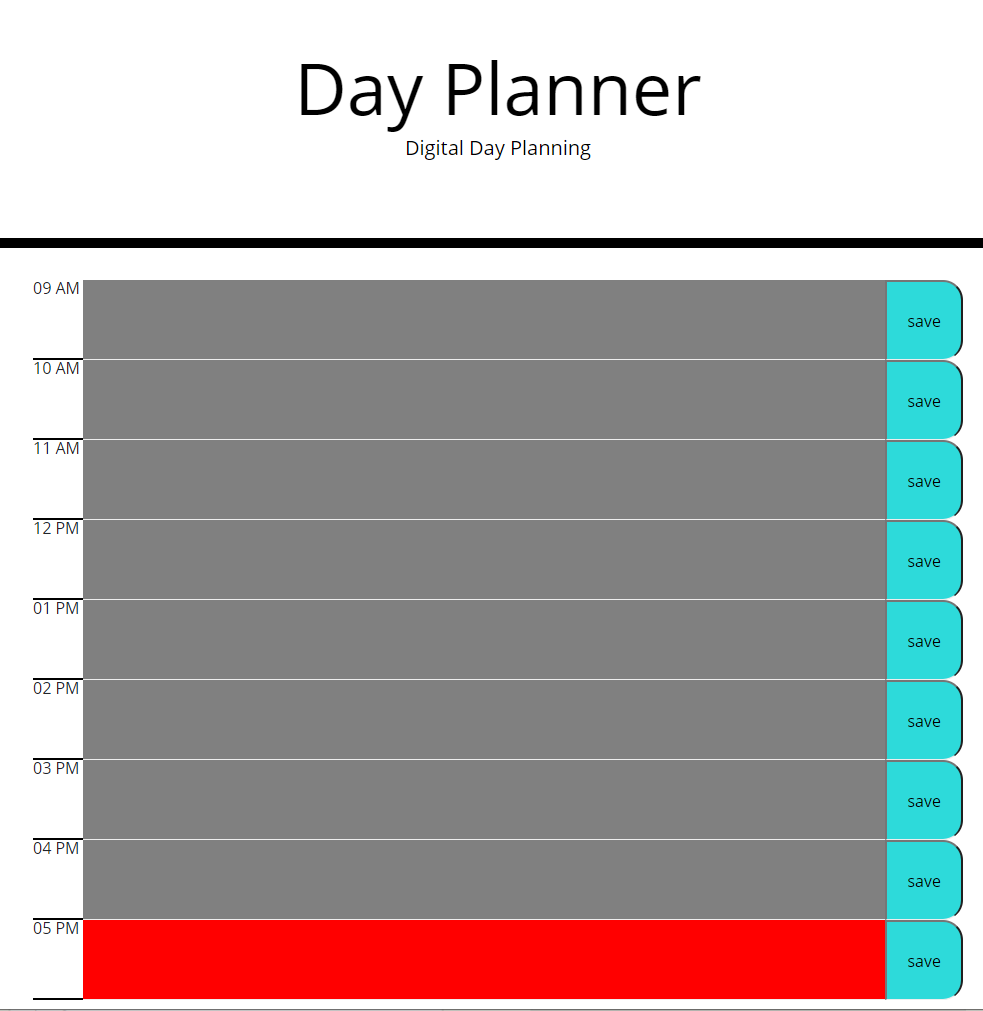 Day Planner
Digital Day Planning
09 AM
save
10 AM
save
11 AM
save
12 PM
save
01 PM
save
02 PM
save
03 PM
save
04 PM
save
05 PM
save